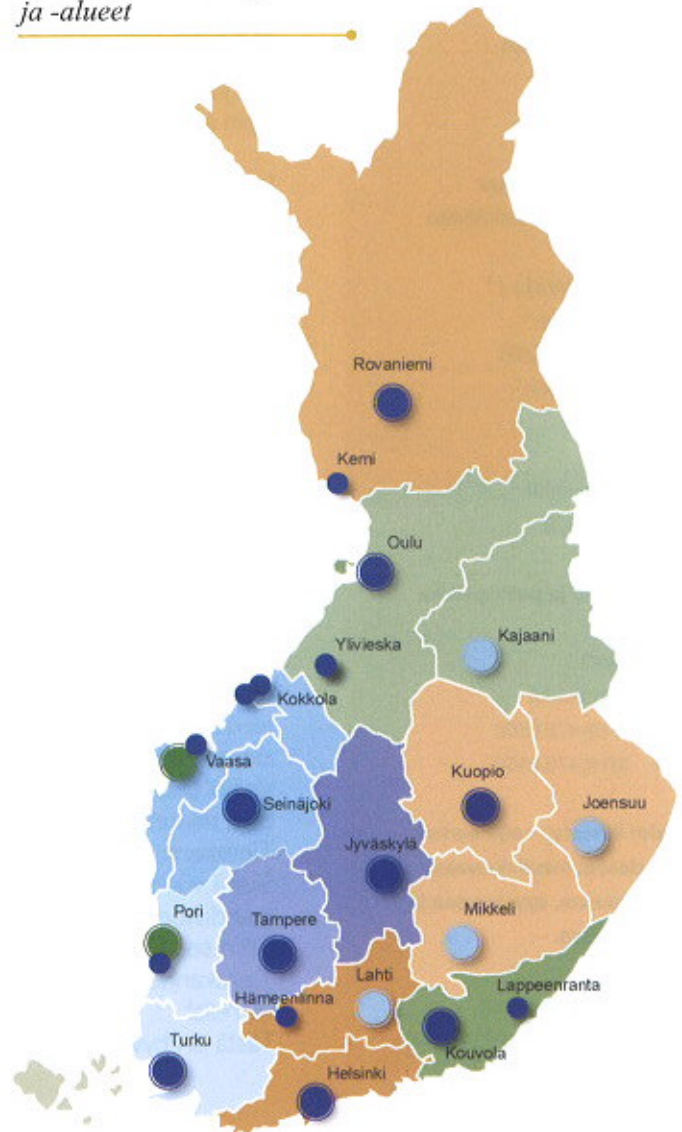 ja -alueet
Rovaniemi
Kemi
Oulu
Ylivieska
Kajaani
Kokkola
Vaasa
Kuopio
Seinäjoki
Joensuu
Jyväskylä
Pori
Tampere
Mikkeli
Lahti
Lappeenranta
Hämeenlinna
Turku
Kouvola
Helsinki